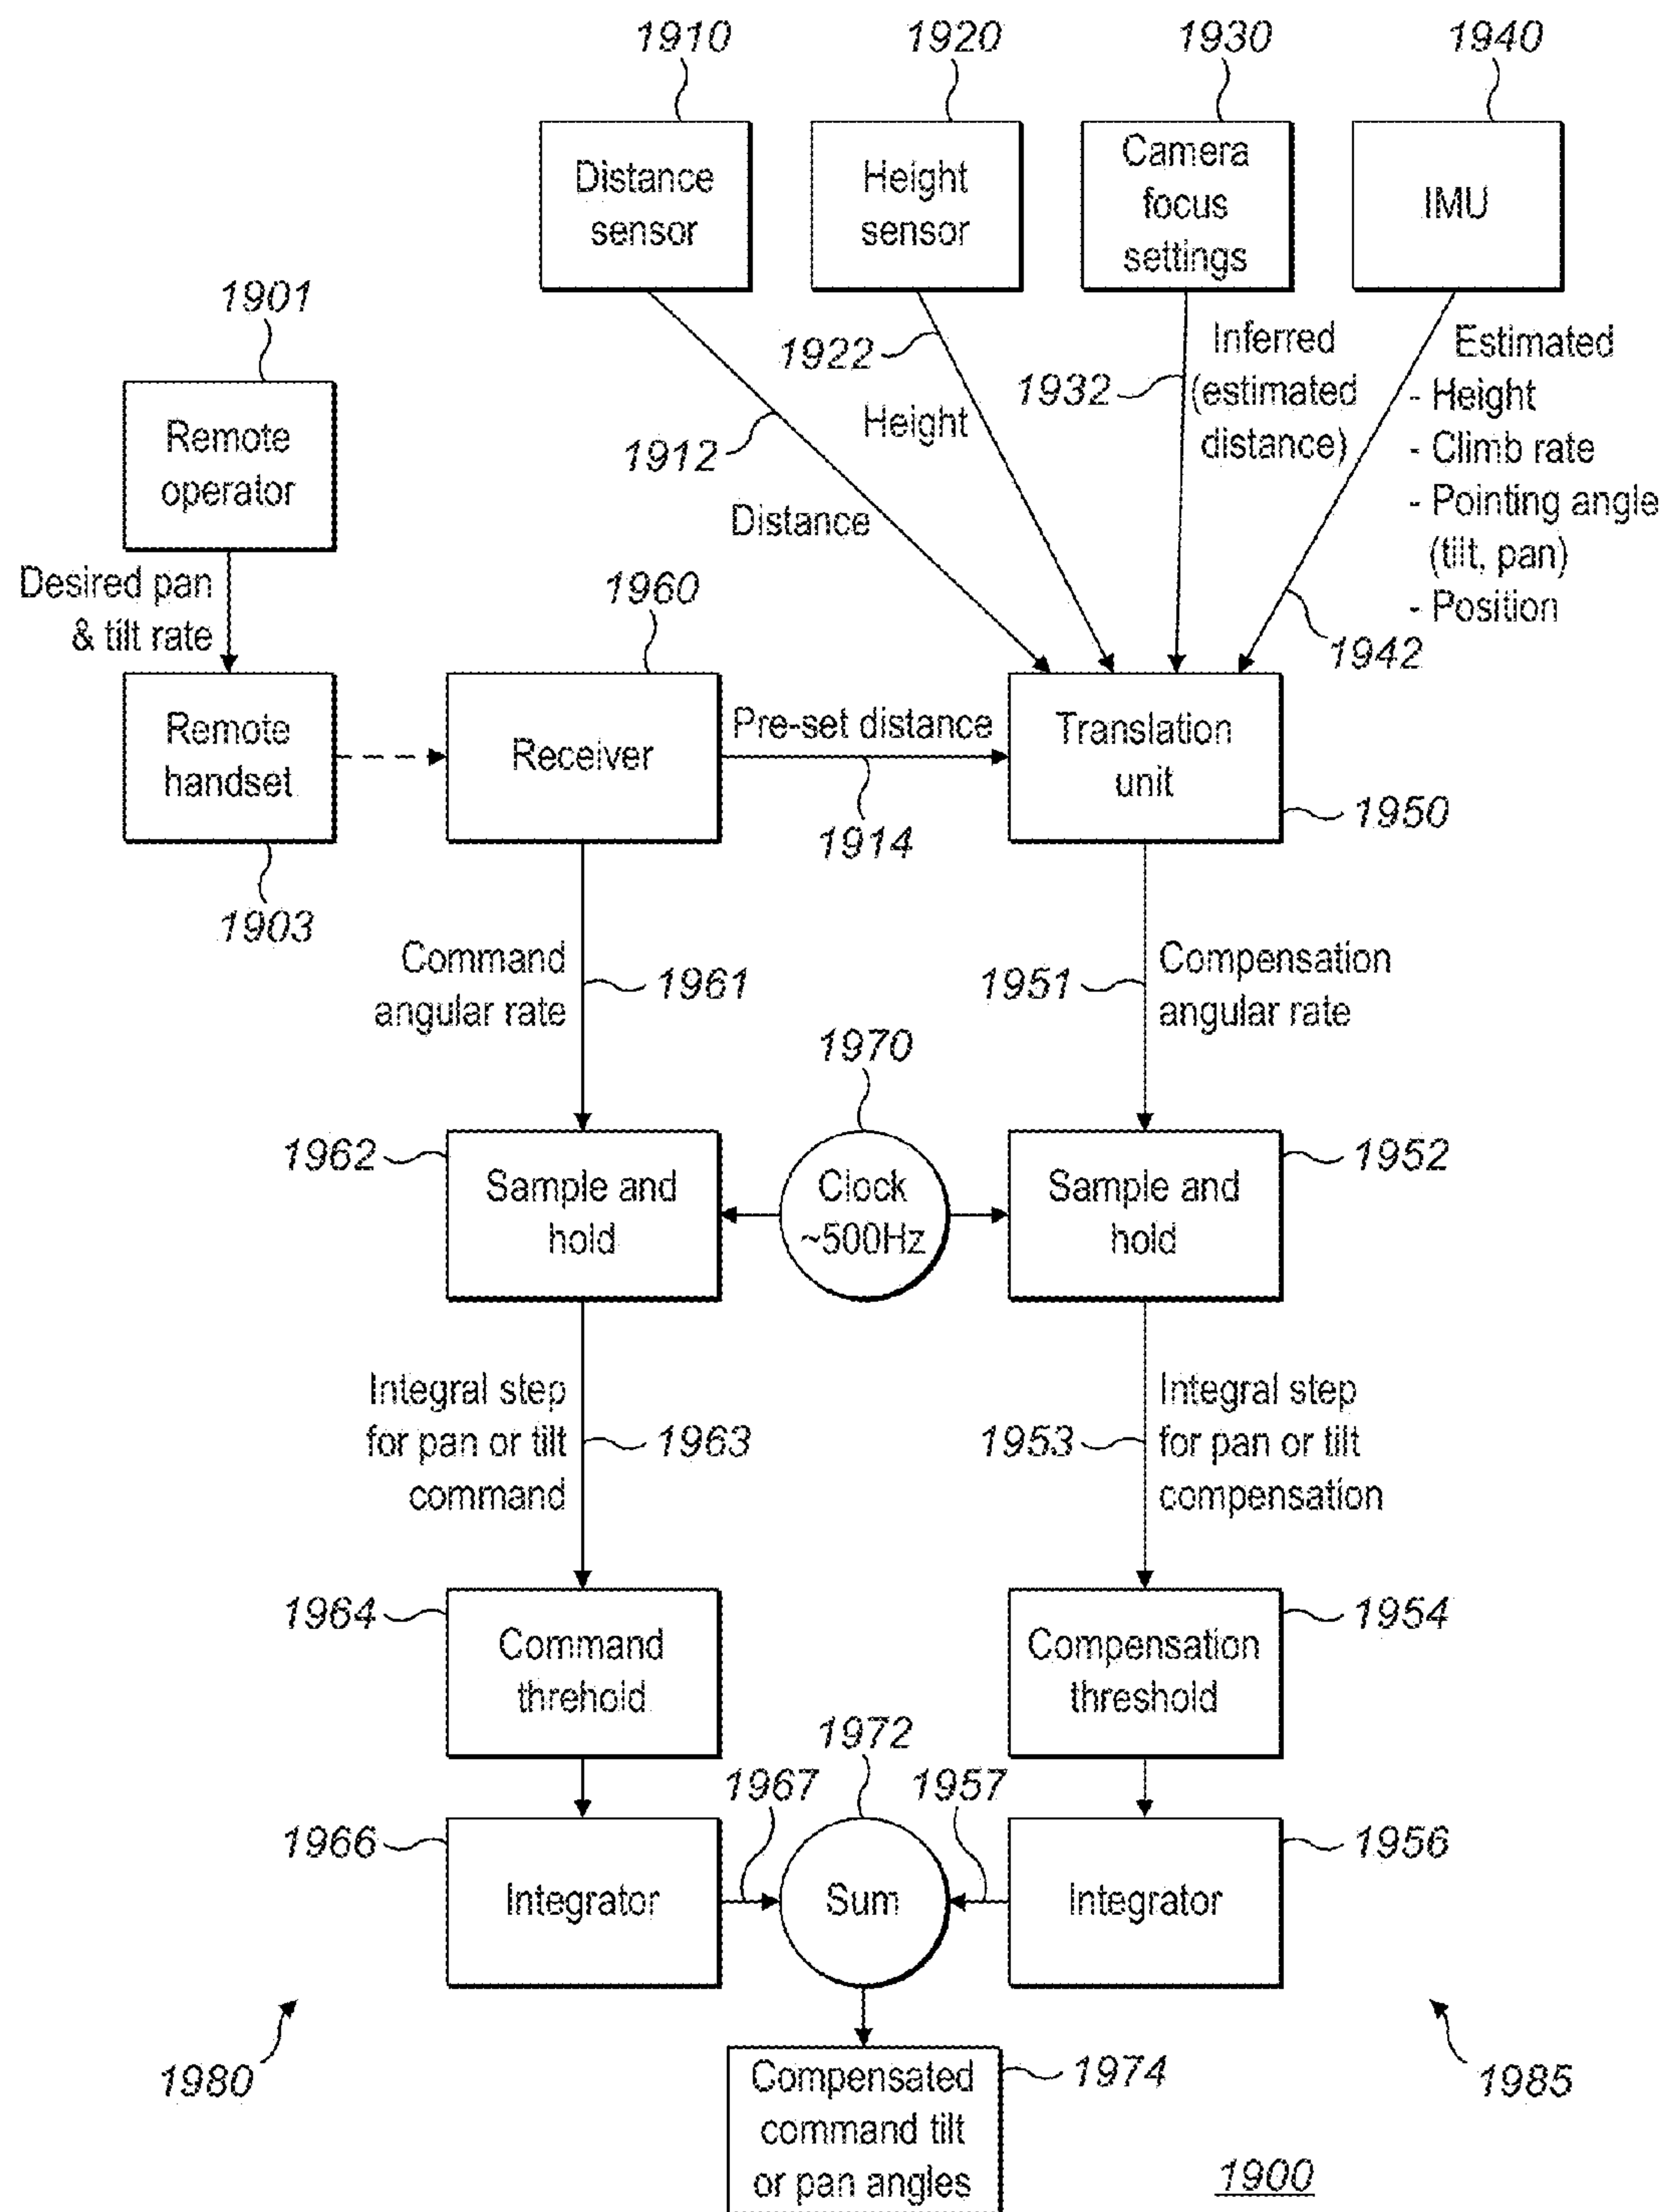 1910
1920
1930
1940
Distance
sensor
Height
sensor
Camera
focus
settings
IMU
1901
Remote
operator
1912
Distance
1922
Height
1932
Inferred
(estimated
distance)
Estimated
- Height
- Climb rate
- Pointing angle
(tilt, pan)
- Position
1942
Desired pan
& tilt rate
1960
Remote
handset
Receiver
Pre-set distance
Translation
unit
1914
1950
1903
Command
angular rate
1961
1951
Compensation
angular rate
1970
1962
Sample and
hold
Clock
~500Hz
Sample and
hold
1952
Integral step
for pan or tilt
command
1963
1953
Integral step
for pan or tilt
compensation
1964
Command
threhold
Compensation
threshold
1954
1972
1967
1957
1966
Integrator
Sum
Integrator
1956
1980
1985
Compensated
command tilt
or pan angles
1974
1900